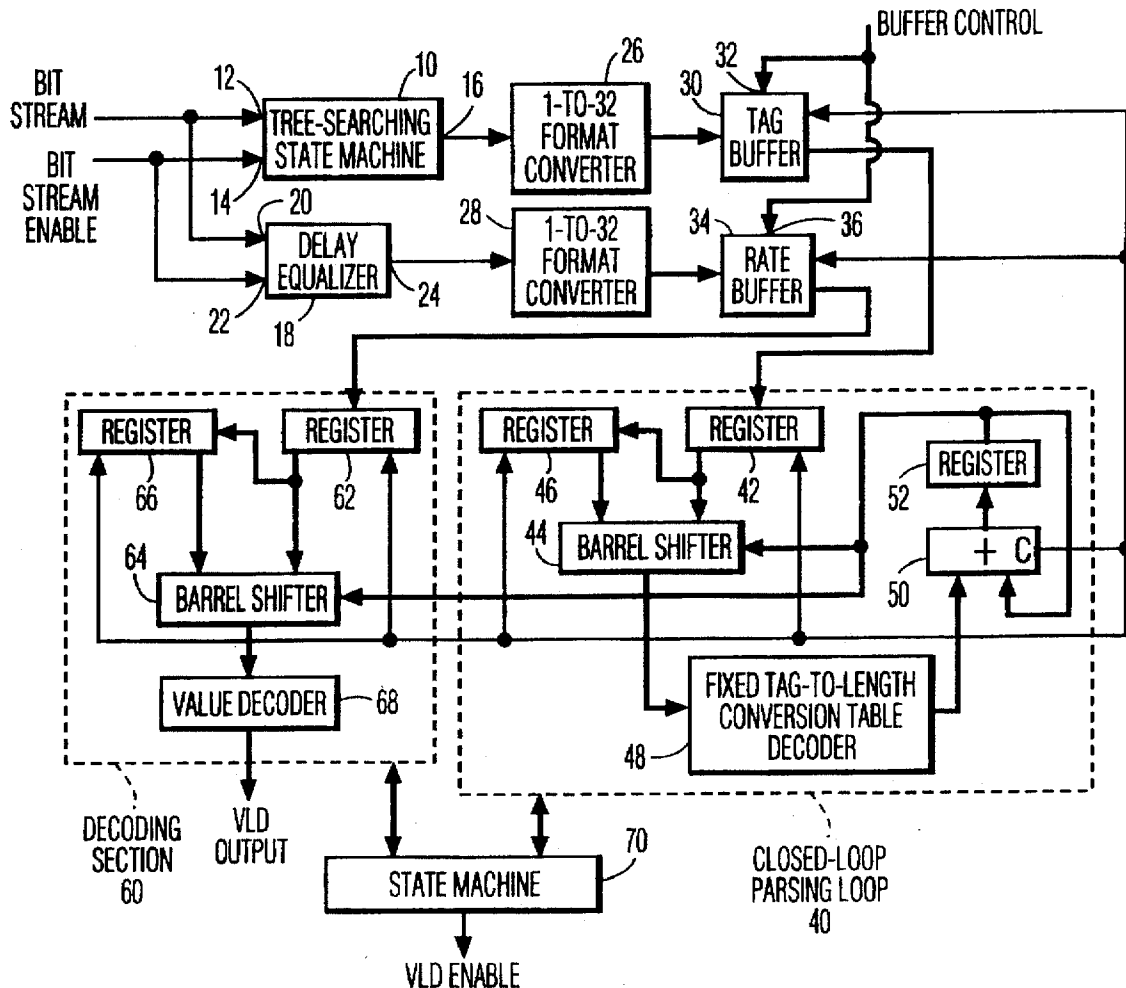 BUFFER CONTROL
10
26
32
12
16
30
BIT
STREAM
TREE-SEARCHING
STATE MACHINE
1-TO-32
FORMAT
CONVERTER
TAG
BUFFER
BIT
STREAM
ENABLE
14
20
28
34
36
DELAY
EQUALIZER
1-TO-32
FORMAT
CONVERTER
RATE
BUFFER
22
18
24
REGISTER
REGISTER
REGISTER
REGISTER
REGISTER
66
62
46
42
52
64
BARREL SHIFTER
44
BARREL SHIFTER
+ C
50
VALUE DECODER
68
FIXED TAG-TO-LENGTH
CONVERSION TABLE
DECODER
48
DECODING
SECTION
60
VLD
OUTPUT
70
STATE MACHINE
CLOSED-LOOP
PARSING LOOP
40
VLD ENABLE